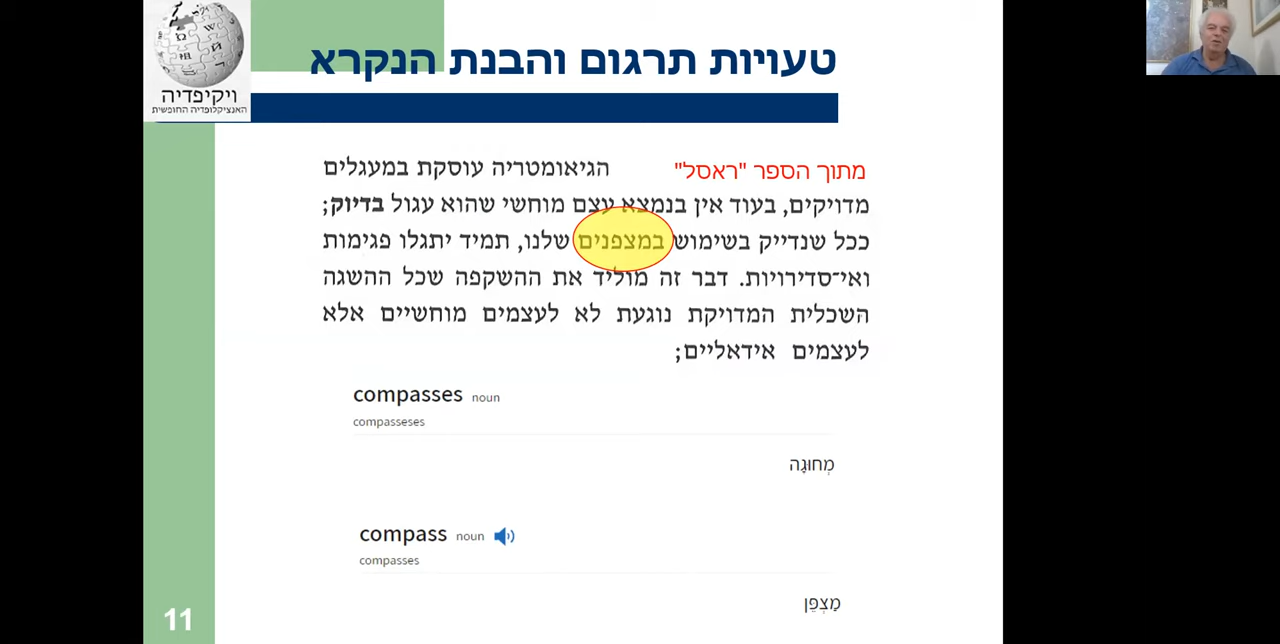 ויקיפדיה
האנציקלופדיה החופשית
טעויות תרגום והבנת הנקרא
מתוך הספר "ראסל"
הגיאומטריה עוסקת במעגלים
מדויקים, בעוד אין בנמצא עצם מוחשי שהוא עגול בדיוק;
ככל שנדייק בשימוש במצפנים שלנו, תמיד יתגלו פגימות
ואי־סדירויות. דבר זה מוליד את ההשקפה שכל ההשגה
השכלית המדויקת נוגעת לא לעצמים מוחשיים אלא
לעצמים אידאליים;
compasses noun
compasseses
מְחוּגָה
compass noun
compasses
מַצְפֵּן
11